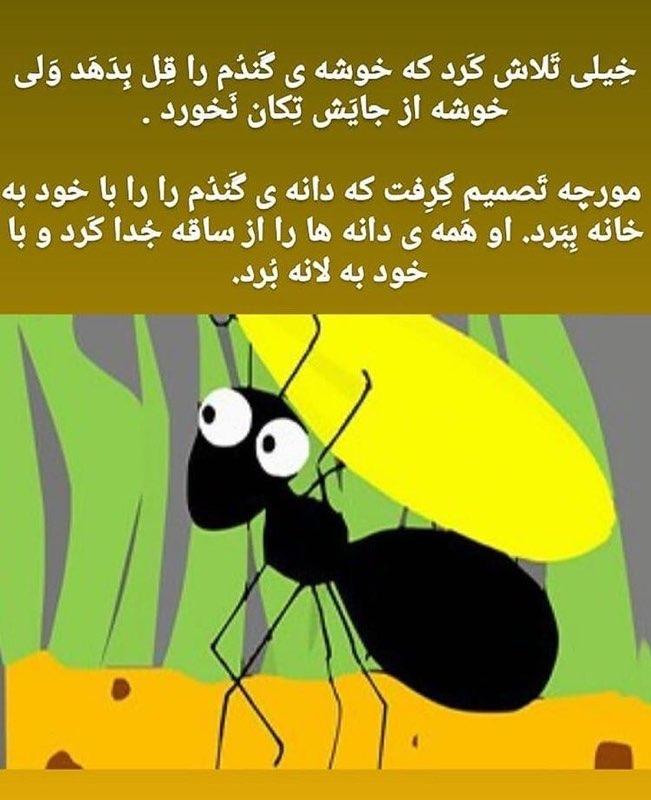 خِیلی تَلاش کَرد که خوشه ی گَندُم را قِل بِدَهَد وَلی
خوشه از جایَش تِکان نَخورد .
مورچه تَصمیم گِرِفت که دانه ی گَندُم را را با خود به
خانه بِبَرد. او هَمه ی دانه ها را از ساقه جُدا کَرد و با
خود به لانه بُرد.